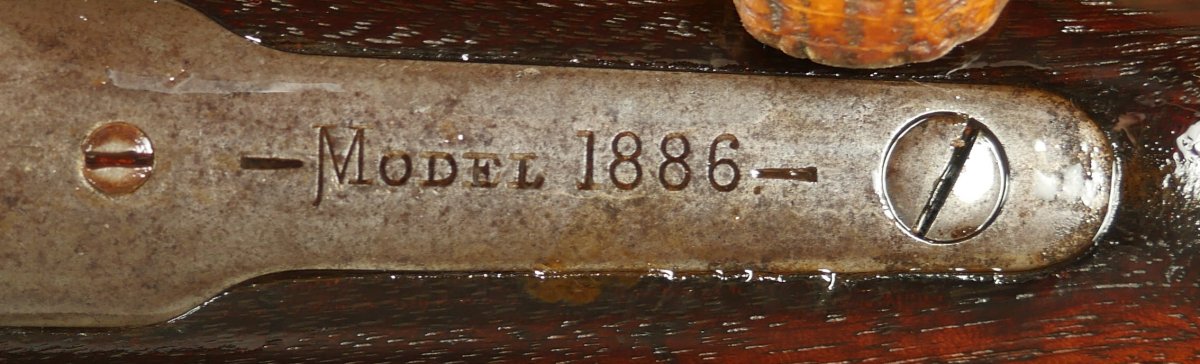 — MODEL 1886 —